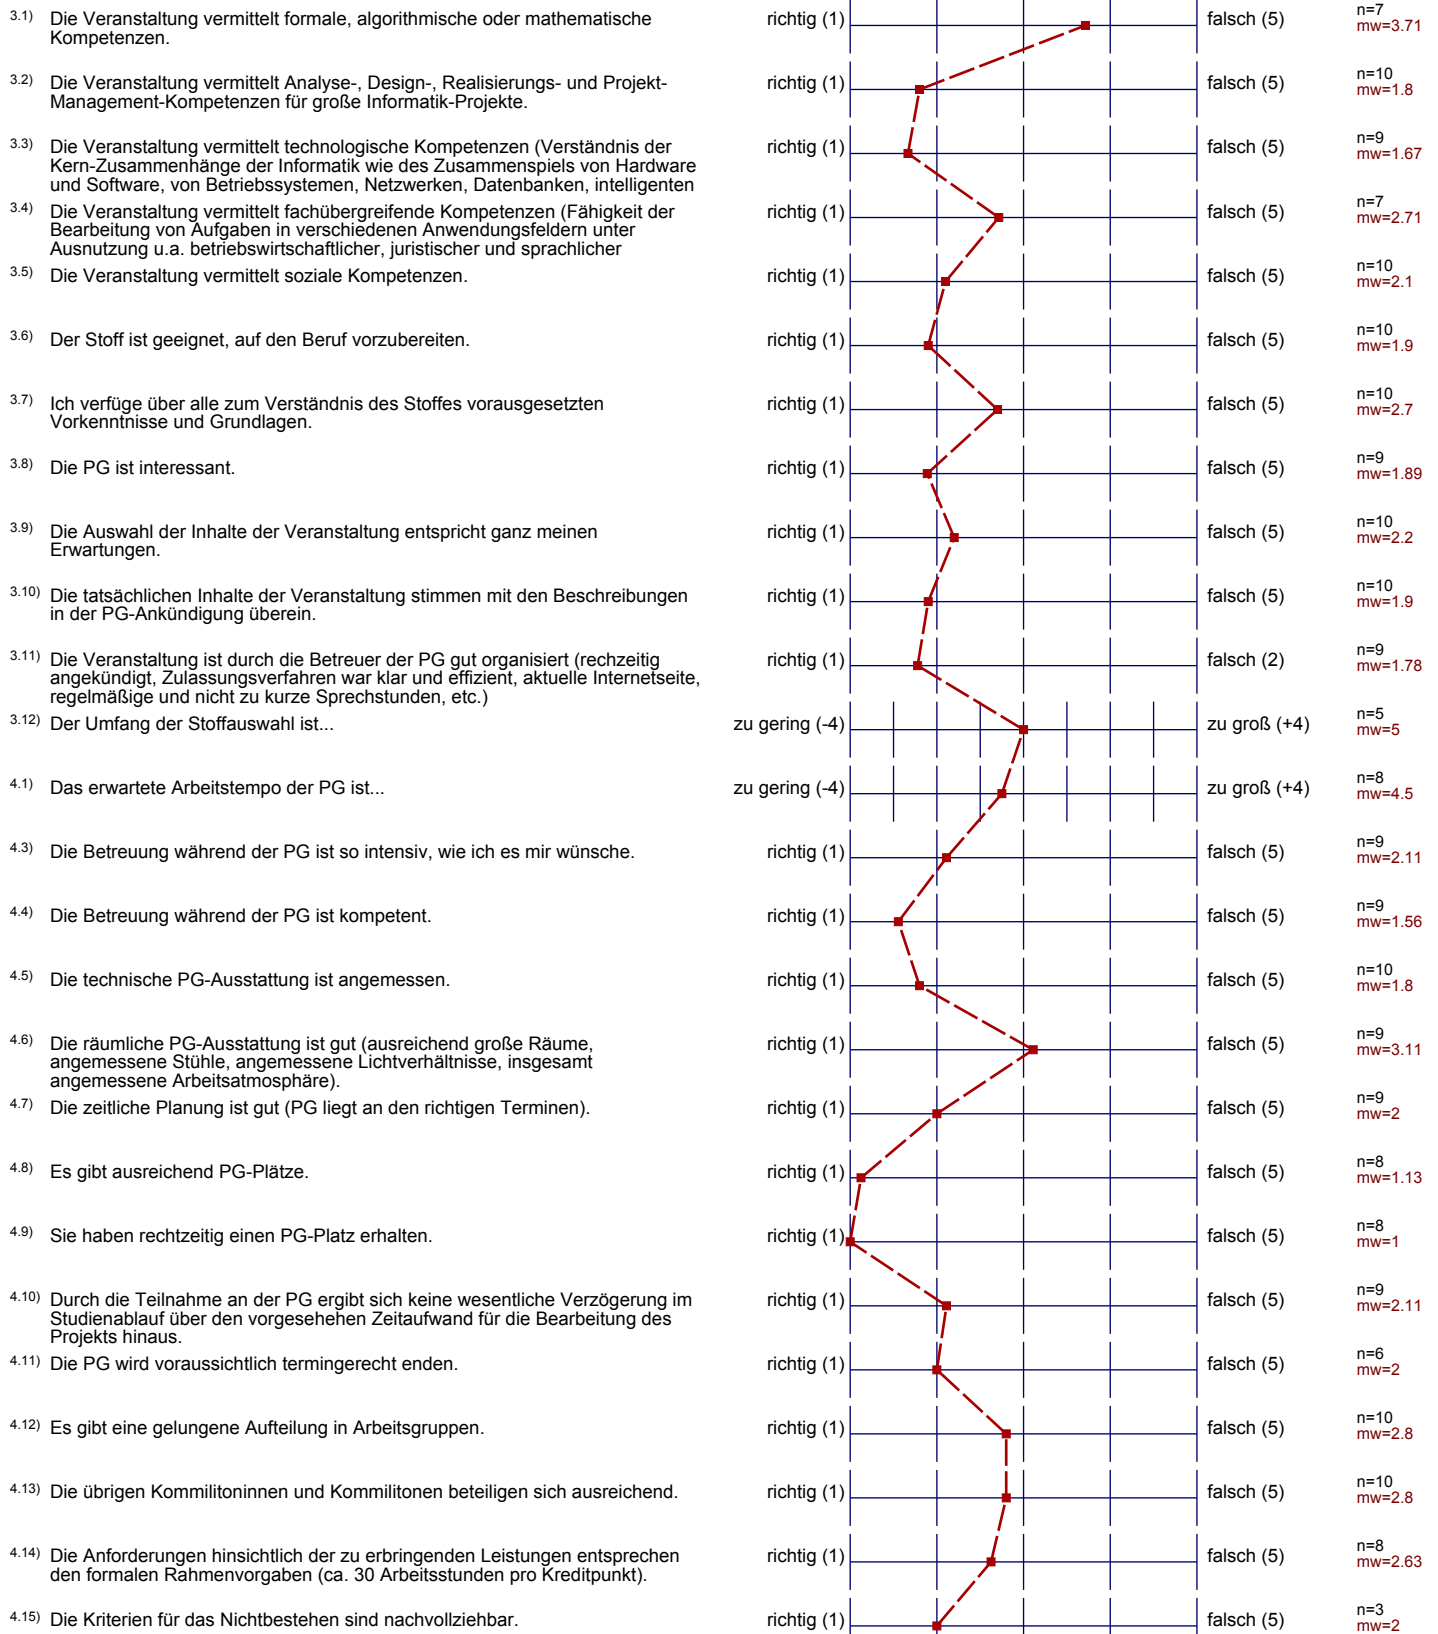 3.1) Die Veranstaltung vermittelt formale, algorithmische oder mathematische
Kompetenzen.
richtig (1) falsch (5) n=7
mw=3.71
3.2) Die Veranstaltung vermittelt Analyse-, Design-, Realisierungs- und Projekt-
Management-Kompetenzen für große Informatik-Projekte.
richtig (1) falsch (5) n=10
mw=1.8
3.3) Die Veranstaltung vermittelt technologische Kompetenzen (Verständnis der
Kern-Zusammenhänge der Informatik wie des Zusammenspiels von Hardware
und Software, von Betriebssystemen, Netzwerken, Datenbanken, intelligenten
richtig (1) falsch (5) n=9
mw=1.67
3.4) Die Veranstaltung vermittelt fachübergreifende Kompetenzen (Fähigkeit der
Bearbeitung von Aufgaben in verschiedenen Anwendungsfeldern unter
Ausnutzung u.a. betriebswirtschaftlicher, juristischer und sprachlicher
richtig (1) falsch (5) n=7
mw=2.71
3.5) Die Veranstaltung vermittelt soziale Kompetenzen.
richtig (1) falsch (5) n=10
mw=2.1
3.6) Der Stoff ist geeignet, auf den Beruf vorzubereiten.
richtig (1) falsch (5) n=10
mw=1.9
3.7) Ich verfüge über alle zum Verständnis des Stoffes vorausgesetzten
Vorkenntnisse und Grundlagen.
richtig (1) falsch (5) n=10
mw=2.7
3.8) Die PG ist interessant.
richtig (1) falsch (5) n=9
mw=1.89
3.9) Die Auswahl der Inhalte der Veranstaltung entspricht ganz meinen
Erwartungen.
richtig (1) falsch (5) n=10
mw=2.2
3.10) Die tatsächlichen Inhalte der Veranstaltung stimmen mit den Beschreibungen
in der PG-Ankündigung überein.
richtig (1) falsch (5) n=10
mw=1.9
3.11) Die Veranstaltung ist durch die Betreuer der PG gut organisiert (rechzeitig
angekündigt, Zulassungsverfahren war klar und effizient, aktuelle Internetseite,
regelmäßige und nicht zu kurze Sprechstunden, etc.)
richtig (1) falsch (2) n=9
mw=1.78
3.12) Der Umfang der Stoffauswahl ist...
zu gering (-4) zu groß (+4) n=5
mw=5
4.1) Das erwartete Arbeitstempo der PG ist...
zu gering (-4) zu groß (+4) n=8
mw=4.5
4.3) Die Betreuung während der PG ist so intensiv, wie ich es mir wünsche.
richtig (1) falsch (5) n=9
mw=2.11
4.4) Die Betreuung während der PG ist kompetent.
richtig (1) falsch (5) n=9
mw=1.56
4.5) Die technische PG-Ausstattung ist angemessen.
richtig (1) falsch (5) n=10
mw=1.8
4.6) Die räumliche PG-Ausstattung ist gut (ausreichend große Räume,
angemessene Stühle, angemessene Lichtverhältnisse, insgesamt
angemessene Arbeitsatmosphäre).
richtig (1) falsch (5) n=9
mw=3.11
4.7) Die zeitliche Planung ist gut (PG liegt an den richtigen Terminen).
richtig (1) falsch (5) n=9
mw=2
4.8) Es gibt ausreichend PG-Plätze.
richtig (1) falsch (5) n=8
mw=1.13
4.9) Sie haben rechtzeitig einen PG-Platz erhalten.
richtig (1) falsch (5) n=8
mw=1
4.10) Durch die Teilnahme an der PG ergibt sich keine wesentliche Verzögerung im
Studienablauf über den vorgesehehen Zeitaufwand für die Bearbeitung des
Projekts hinaus.
richtig (1) falsch (5) n=9
mw=2.11
4.11) Die PG wird voraussichtlich termingerecht enden.
richtig (1) falsch (5) n=6
mw=2
4.12) Es gibt eine gelungene Aufteilung in Arbeitsgruppen.
richtig (1) falsch (5) n=10
mw=2.8
4.13) Die übrigen Kommilitoninnen und Kommilitonen beteiligen sich ausreichend.
richtig (1) falsch (5) n=10
mw=2.8
4.14) Die Anforderungen hinsichtlich der zu erbringenden Leistungen entsprechen
den formalen Rahmenvorgaben (ca. 30 Arbeitsstunden pro Kreditpunkt).
richtig (1) falsch (5) n=8
mw=2.63
4.15) Die Kriterien für das Nichtbestehen sind nachvollziehbar.
richtig (1) falsch (5) n=3
mw=2